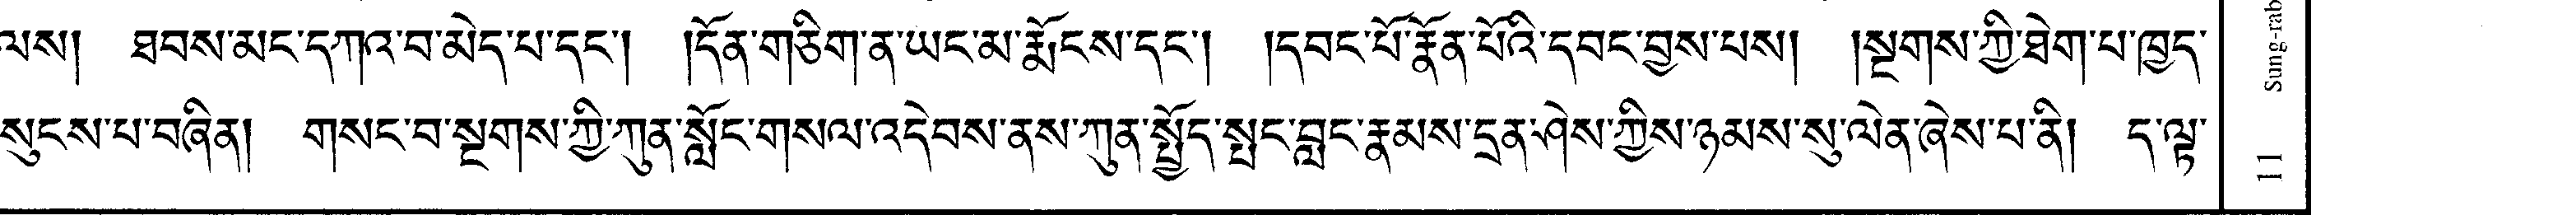 ལས། ཐབས་མང་དཀའ་བ་མེད་པ་དང་། །དོན་གཅིག་ན་ཡང་མ་རྨོངས་དང་། །དབང་པོ་རྣོན་པོའི་དབང་བྱས་པས། །སྔགས་ཀྱི་ཐེག་པ་ཁྱད་
སུངས་པ་བཞིན། གསང་བ་སྔགས་ཀྱི་ཀུན་སློང་གསལ་འདེབས་ནས་ཀུན་སྤྱོད་སྤང་བླང་རྣམས་དྲན་ཤེས་ཀྱིས་ཉམས་སུ་ལེན་ཞེས་པ་ནི། ད་ལྟ་
Sung-rab
11